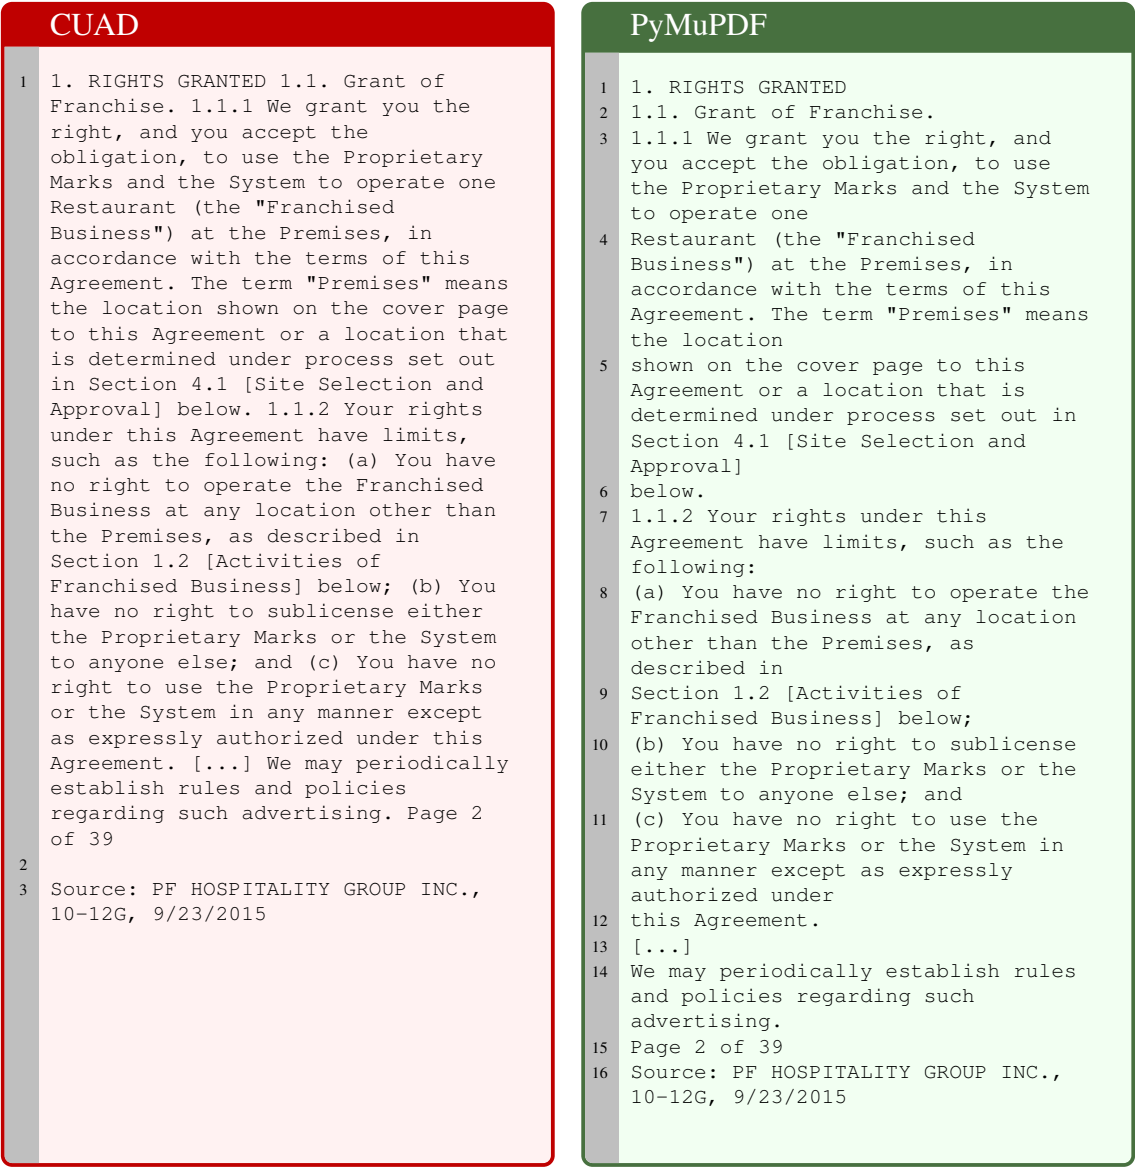 CUAD
1 1. RIGHTS GRANTED 1.1. Grant of
Franchise. 1.1.1 We grant you the
right, and you accept the
obligation, to use the Proprietary
Marks and the System to operate one
Restaurant (the "Franchised
Business") at the Premises, in
accordance with the terms of this
Agreement. The term "Premises" means
the location shown on the cover page
to this Agreement or a location that
is determined under process set out
in Section 4.1 [Site Selection and
Approval] below. 1.1.2 Your rights
under this Agreement have limits,
such as the following: (a) You have
no right to operate the Franchised
Business at any location other than
the Premises, as described in
Section 1.2 [Activities of
Franchised Business] below; (b) You
have no right to sublicense either
the Proprietary Marks or the System
to anyone else; and (c) You have no
right to use the Proprietary Marks
or the System in any manner except
as expressly authorized under this
Agreement. [...] We may periodically
establish rules and policies
regarding such advertising. Page 2
of 39
2
3 Source: PF HOSPITALITY GROUP INC.,
10-12G, 9/23/2015
PyMuPDF
1 1. RIGHTS GRANTED
2 1.1. Grant of Franchise.
3 1.1.1 We grant you the right, and
you accept the obligation, to use
the Proprietary Marks and the System
to operate one
4 Restaurant (the "Franchised
Business") at the Premises, in
accordance with the terms of this
Agreement. The term "Premises" means
the location
5 shown on the cover page to this
Agreement or a location that is
determined under process set out in
Section 4.1 [Site Selection and
Approval]
6 below.
7 1.1.2 Your rights under this
Agreement have limits, such as the
following:
8 (a) You have no right to operate the
Franchised Business at any location
other than the Premises, as
described in
9 Section 1.2 [Activities of
Franchised Business] below;
10 (b) You have no right to sublicense
either the Proprietary Marks or the
System to anyone else; and
11 (c) You have no right to use the
Proprietary Marks or the System in
any manner except as expressly
authorized under
12 this Agreement.
13 [...]
14 We may periodically establish rules
and policies regarding such
advertising.
15 Page 2 of 39
16 Source: PF HOSPITALITY GROUP INC.,
10-12G, 9/23/2015